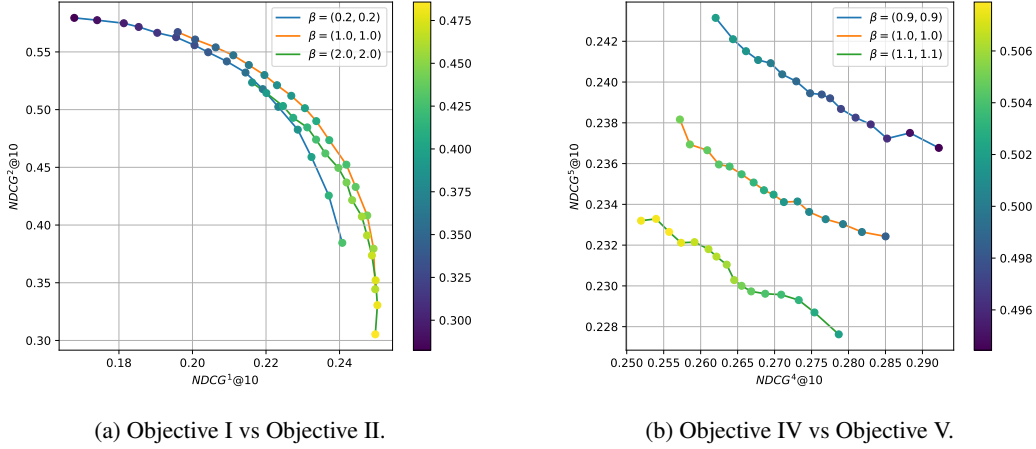 β = (0.2, 0.2)
β = (1.0, 1.0)
β = (2.0, 2.0)
0.55
0.50
0.45
0.40
0.35
0.30
NDCG²@10
0.18 0.20 0.22 0.24
NDCG¹@10
0.475
0.450
0.425
0.400
0.375
0.350
0.325
0.300
(a) Objective I vs Objective II.
β = (0.9, 0.9)
β = (1.0, 1.0)
β = (1.1, 1.1)
0.242
0.240
0.238
0.236
0.234
0.232
0.230
0.228
NDCG⁵@10
0.250 0.255 0.260 0.265 0.270 0.275 0.280 0.285 0.290
NDCG⁴@10
0.506
0.504
0.502
0.500
0.498
0.496
(b) Objective IV vs Objective V.